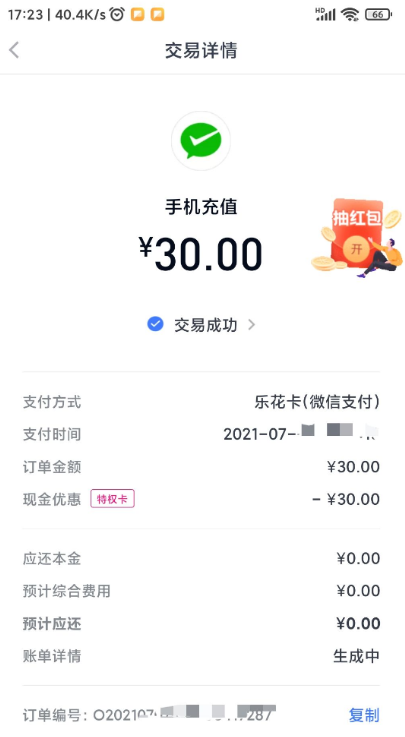 17:23 | 40.4K/s
HD 66
交易详情
手机充值
¥30.00
抽红包
开
交易成功
支付方式 乐花卡(微信支付)
支付时间 2021-07-
订单金额 ¥30.00
现金优惠 特权卡 - ¥30.00
应还本金 ¥0.00
预计综合费用 ¥0.00
预计应还 ¥0.00
账单详情 生成中
订单编号: O202107 7287 复制